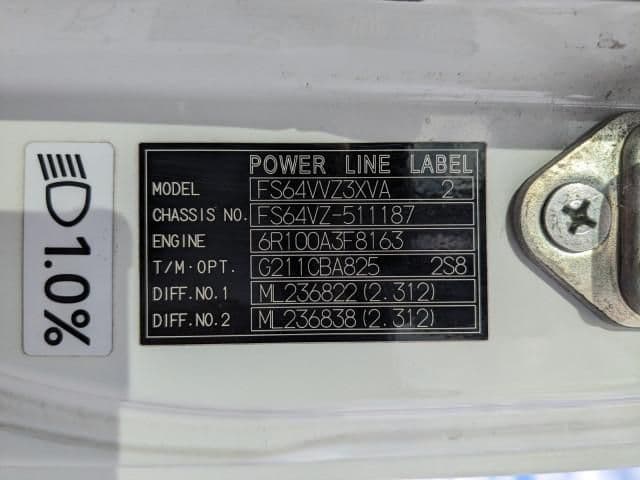 POWER LINE LABEL
MODEL FS64VVZ3XVA 2
CHASSIS NO. FS64VZ-511187
ENGINE 6R100A3F8163
T/M·OPT. G211CBA825 2S8
DIFF.NO.1 ML236822(2.312)
DIFF.NO.2 ML236838(2.312)
1.0%